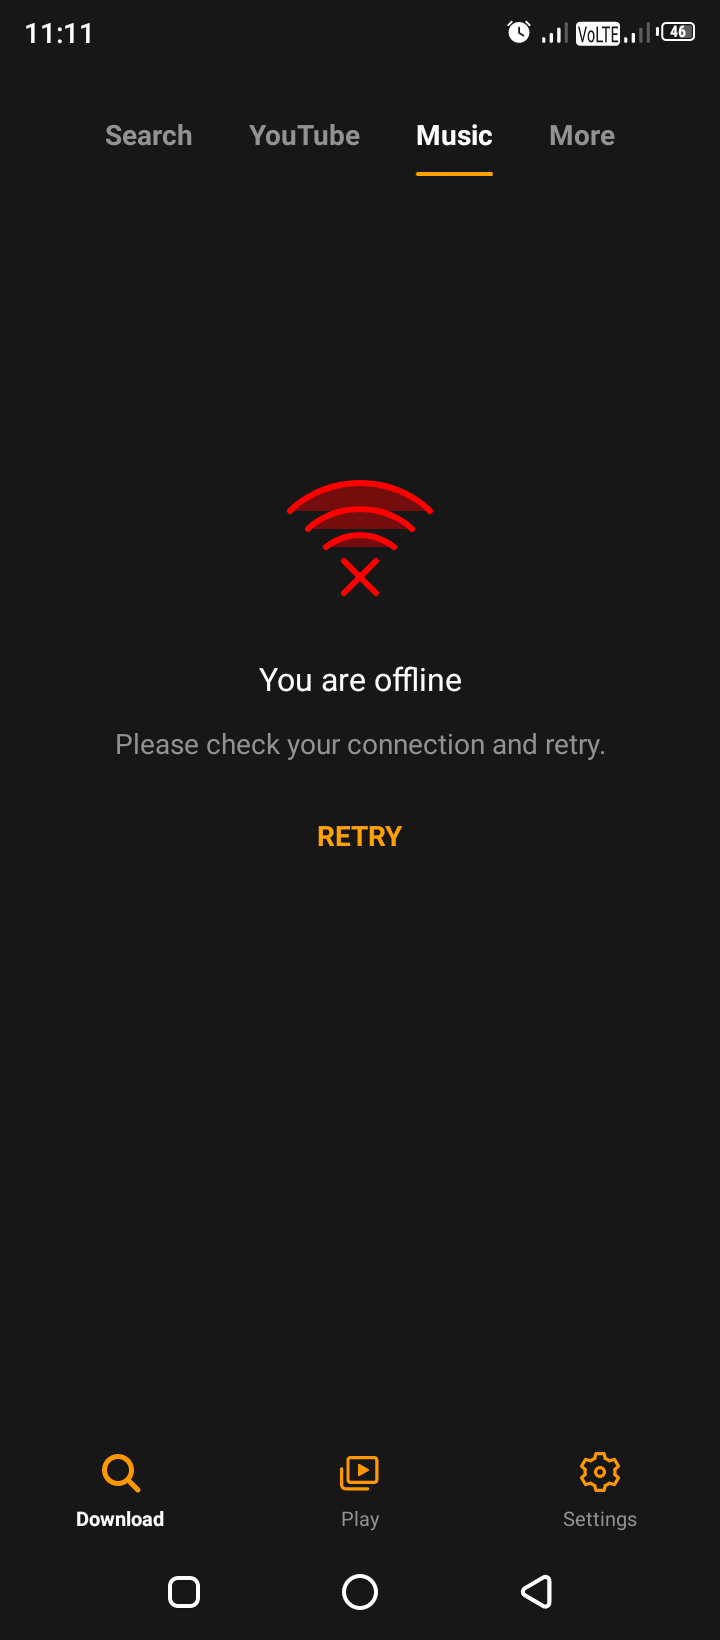 11:11 VoLTE 46
Search YouTube Music More
You are offline
Please check your connection and retry.
RETRY
Download Play Settings